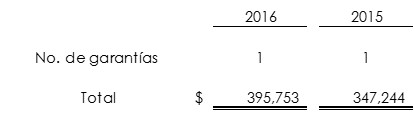 2016 2015
No. de garantías 1 1
Total $ 395,753 347,244